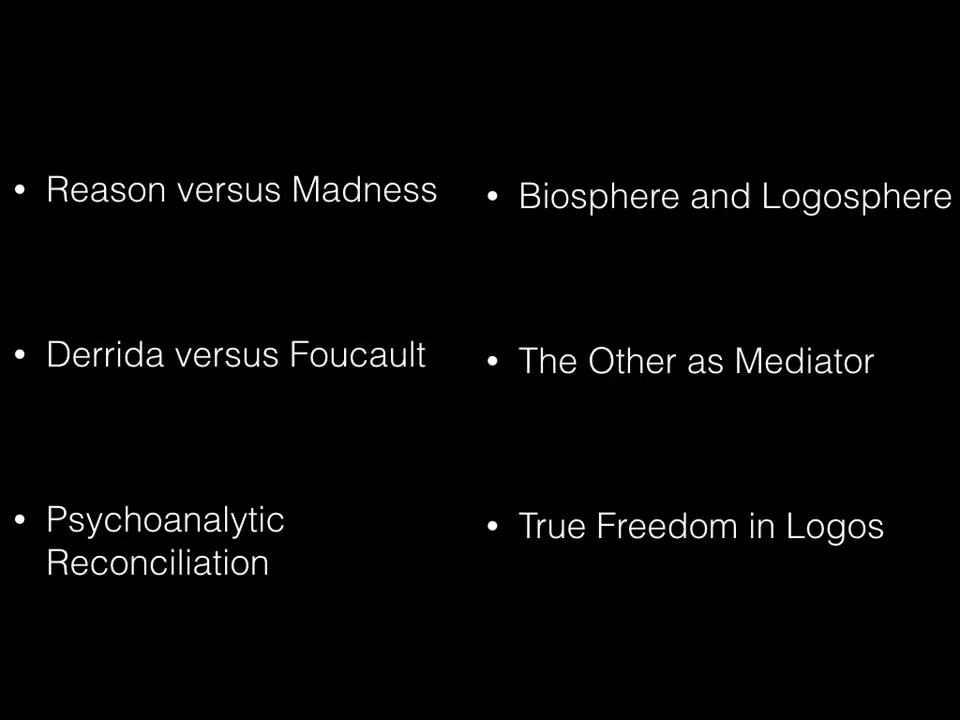 • Reason versus Madness
• Derrida versus Foucault
• Psychoanalytic
Reconciliation
• Biosphere and Logosphere
• The Other as Mediator
• True Freedom in Logos